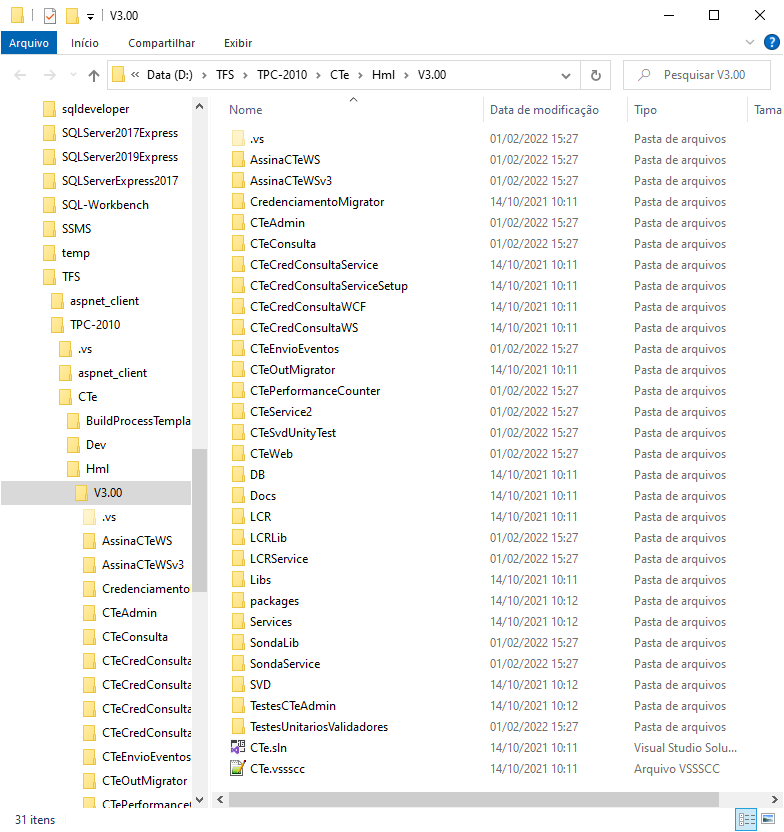 V3.00
Arquivo Início Compartilhar Exibir
« Data (D:) > TFS > TPC-2010 > CTe > Hml > V3.00
Pesquisar V3.00
sqldeveloper
SQLServer2017Express
SQLServer2019Express
SQLServerExpress2017
SQL-Workbench
SSMS
temp
TFS
aspnet_client
TPC-2010
.vs
aspnet_client
CTe
BuildProcessTempla
Dev
Hml
V3.00
.vs
AssinaCTeWS
AssinaCTeWSv3
Credenciamento
CTeAdmin
CTeConsulta
CTeCredConsulta
CTeCredConsulta
CTeCredConsulta
CTeCredConsulta
CTeEnvioEventos
CTeOutMigrator
CTePerformance
Nome Data de modificação Tipo Tama
.vs 01/02/2022 15:27 Pasta de arquivos
AssinaCTeWS 01/02/2022 15:27 Pasta de arquivos
AssinaCTeWSv3 01/02/2022 15:27 Pasta de arquivos
CredenciamentoMigrator 14/10/2021 10:11 Pasta de arquivos
CTeAdmin 01/02/2022 15:27 Pasta de arquivos
CTeConsulta 01/02/2022 15:27 Pasta de arquivos
CTeCredConsultaService 14/10/2021 10:11 Pasta de arquivos
CTeCredConsultaServiceSetup 14/10/2021 10:11 Pasta de arquivos
CTeCredConsultaWCF 14/10/2021 10:11 Pasta de arquivos
CTeCredConsultaWS 14/10/2021 10:11 Pasta de arquivos
CTeEnvioEventos 01/02/2022 15:27 Pasta de arquivos
CTeOutMigrator 14/10/2021 10:11 Pasta de arquivos
CTePerformanceCounter 01/02/2022 15:27 Pasta de arquivos
CTeService2 01/02/2022 15:27 Pasta de arquivos
CTeSvdUnityTest 01/02/2022 15:27 Pasta de arquivos
CTeWeb 01/02/2022 15:27 Pasta de arquivos
DB 14/10/2021 10:11 Pasta de arquivos
Docs 14/10/2021 10:11 Pasta de arquivos
LCR 14/10/2021 10:11 Pasta de arquivos
LCRLib 01/02/2022 15:27 Pasta de arquivos
LCRService 01/02/2022 15:27 Pasta de arquivos
Libs 14/10/2021 10:11 Pasta de arquivos
packages 14/10/2021 10:12 Pasta de arquivos
Services 14/10/2021 10:12 Pasta de arquivos
SondaLib 01/02/2022 15:27 Pasta de arquivos
SondaService 01/02/2022 15:27 Pasta de arquivos
SVD 14/10/2021 10:12 Pasta de arquivos
TestesCTeAdmin 14/10/2021 10:12 Pasta de arquivos
TestesUnitariosValidadores 01/02/2022 15:27 Pasta de arquivos
CTe.sln 14/10/2021 10:11 Visual Studio Solu...
CTe.vssscc 14/10/2021 10:11 Arquivo VSSSCC
31 itens